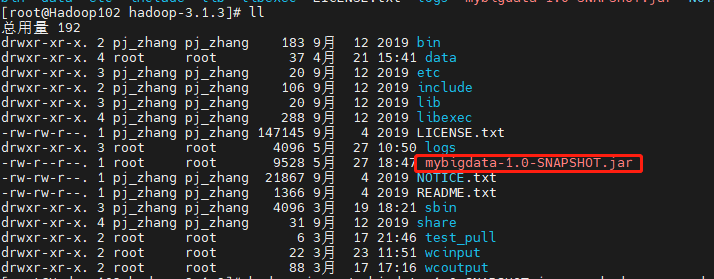 [root@Hadoop102 hadoop-3.1.3]# ll
总用量 192
drwxr-xr-x. 2 pj_zhang pj_zhang 183 9月 12 2019 bin
drwxr-xr-x. 4 root root 37 4月 21 15:41 data
drwxr-xr-x. 3 pj_zhang pj_zhang 20 9月 12 2019 etc
drwxr-xr-x. 2 pj_zhang pj_zhang 106 9月 12 2019 include
drwxr-xr-x. 3 pj_zhang pj_zhang 20 9月 12 2019 lib
drwxr-xr-x. 4 pj_zhang pj_zhang 288 9月 12 2019 libexec
-rw-rw-r--. 1 pj_zhang pj_zhang 147145 9月 4 2019 LICENSE.txt
drwxr-xr-x. 3 root root 4096 5月 27 10:50 logs
-rw-r--r--. 1 root root 9528 5月 27 18:47 mybigdata-1.0-SNAPSHOT.jar
-rw-rw-r--. 1 pj_zhang pj_zhang 21867 9月 4 2019 NOTICE.txt
-rw-rw-r--. 1 pj_zhang pj_zhang 1366 9月 4 2019 README.txt
drwxr-xr-x. 3 pj_zhang pj_zhang 4096 3月 19 18:21 sbin
drwxr-xr-x. 4 pj_zhang pj_zhang 31 9月 12 2019 share
drwxr-xr-x. 2 root root 6 3月 17 21:46 test_pull
drwxr-xr-x. 2 root root 22 3月 23 11:51 wcinput
drwxr-xr-x. 2 root root 88 3月 17 17:16 wcoutput